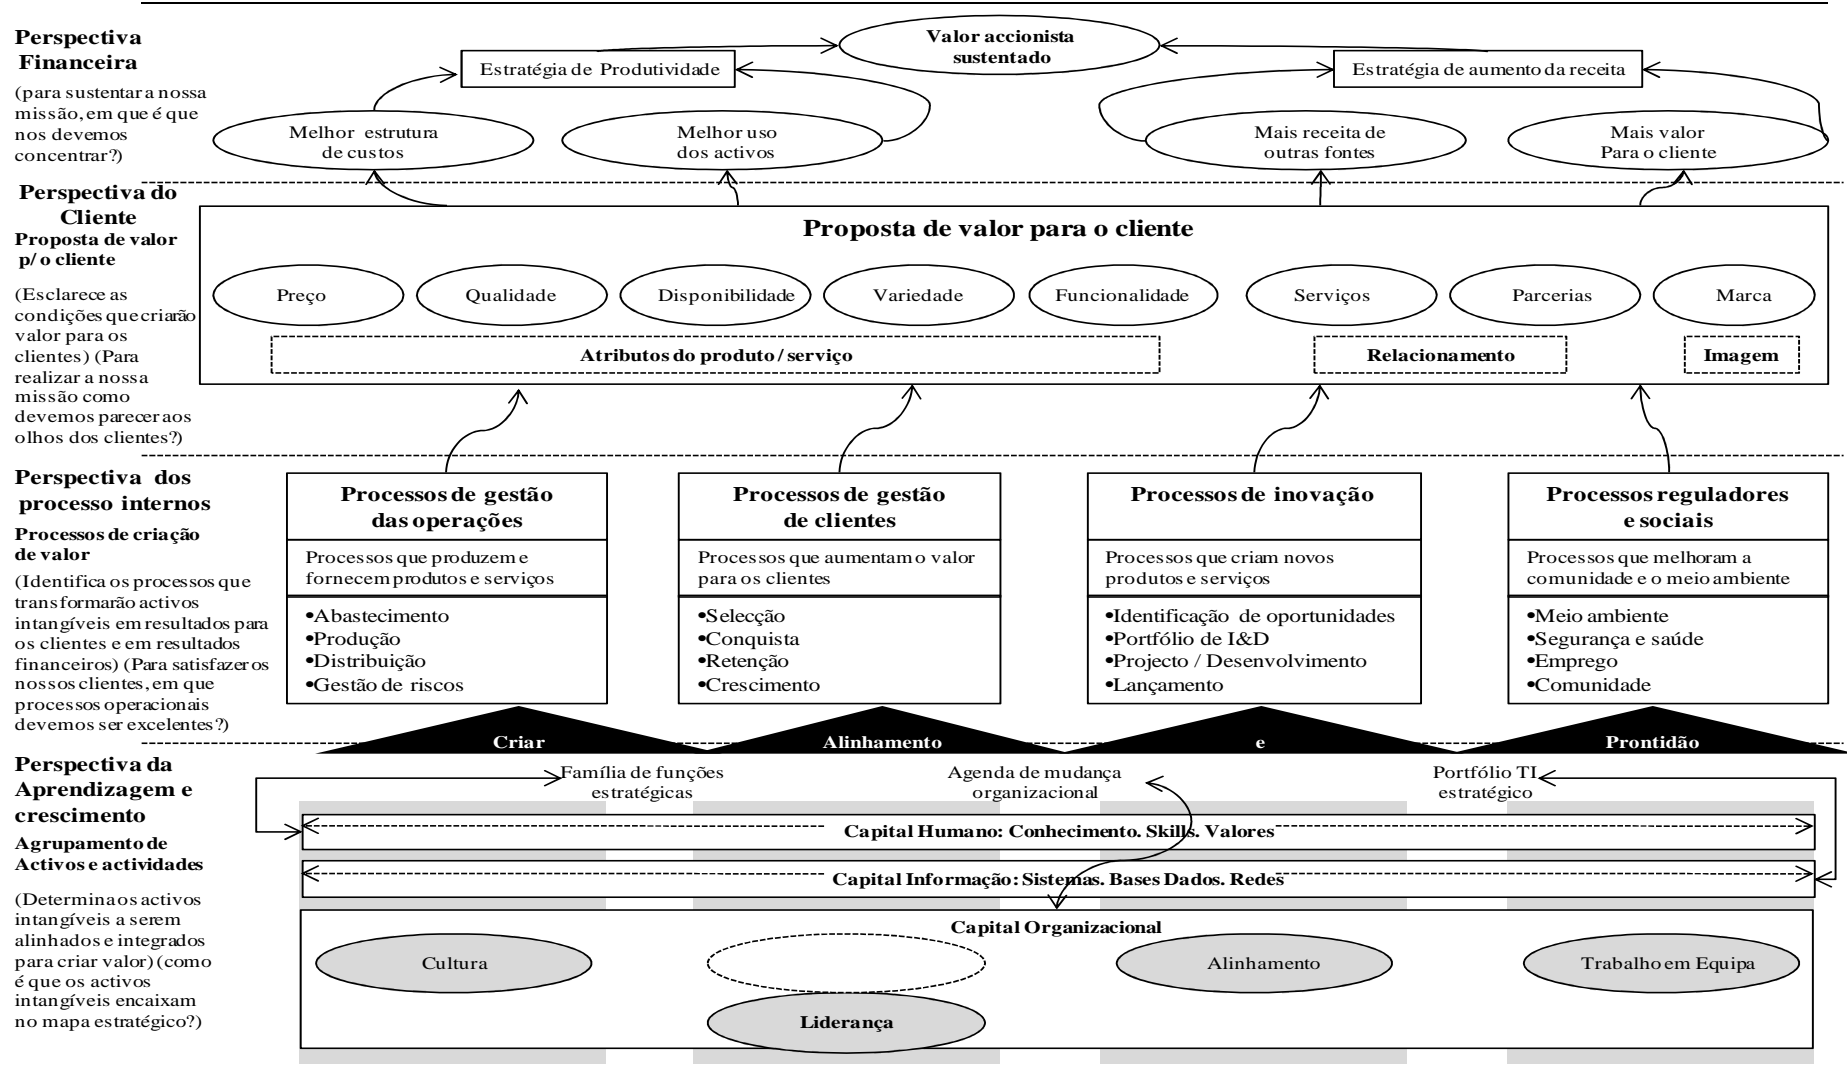 Perspectiva
Financeira
(para sustentar a nossa
missão, em que é que
nos devemos
concentrar?)
Valor accionista
sustentado
Estratégia de Produtividade
Estratégia de aumento da receita
Melhor estrutura
de custos
Melhor uso
dos activos
Mais receita de
outras fontes
Mais valor
Para o cliente
Perspectiva do
Cliente
Proposta de valor
p/ o cliente
(Esclarece as
condições que criarão
valor para os
clientes) (Para
realizar a nossa
missão como
devemos parecer aos
olhos dos clientes?)
Proposta de valor para o cliente
Preço
Qualidade
Disponibilidade
Variedade
Funcionalidade
Serviços
Parcerias
Marca
Atributos do produto / serviço
Relacionamento
Imagem
Perspectiva dos
processo internos
Processos de criação
de valor
(Identifica os processos que
transformarão activos
intangíveis em resultados para
os clientes e em resultados
financeiros) (Para satisfazer os
nossos clientes, em que
processos operacionais
devemos ser excelentes?)
Processos de gestão
das operações
Processos que produzem e
fornecem produtos e serviços
•Abastecimento
•Produção
•Distribuição
•Gestão de riscos
Processos de gestão
de clientes
Processos que aumentam o valor
para os clientes
•Selecção
•Conquista
•Retenção
•Crescimento
Processos de inovação
Processos que criam novos
produtos e serviços
•Identificação de oportunidades
•Portfólio de I&D
•Projecto / Desenvolvimento
•Lançamento
Processos reguladores
e sociais
Processos que melhoram a
comunidade e o meio ambiente
•Meio ambiente
•Segurança e saúde
•Emprego
•Comunidade
Criar
Alinhamento
e
Prontidão
Perspectiva da
Aprendizagem e
crescimento
Agrupamento de
Activos e actividades
(Determina os activos
intangíveis a serem
alinhados e integrados
para criar valor) (como
é que os activos
intangíveis encaixam
no mapa estratégico?)
Família de funções
estratégicas
Agenda de mudança
organizacional
Portfólio TI
estratégico
Capital Humano: Conhecimento. Skills. Valores
Capital Informação: Sistemas. Bases Dados. Redes
Capital Organizacional
Cultura
Liderança
Alinhamento
Trabalho em Equipa